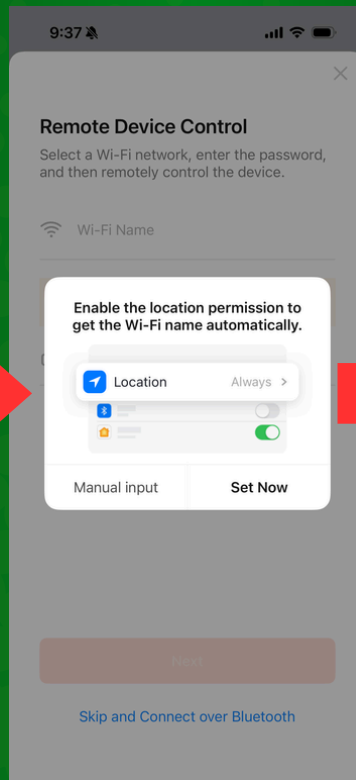 9:37
Remote Device Control
Select a Wi-Fi network, enter the password,
and then remotely control the device.
Wi-Fi Name
Enable the location permission to
get the Wi-Fi name automatically.
Location Always
Manual input Set Now
Next
Skip and Connect over Bluetooth